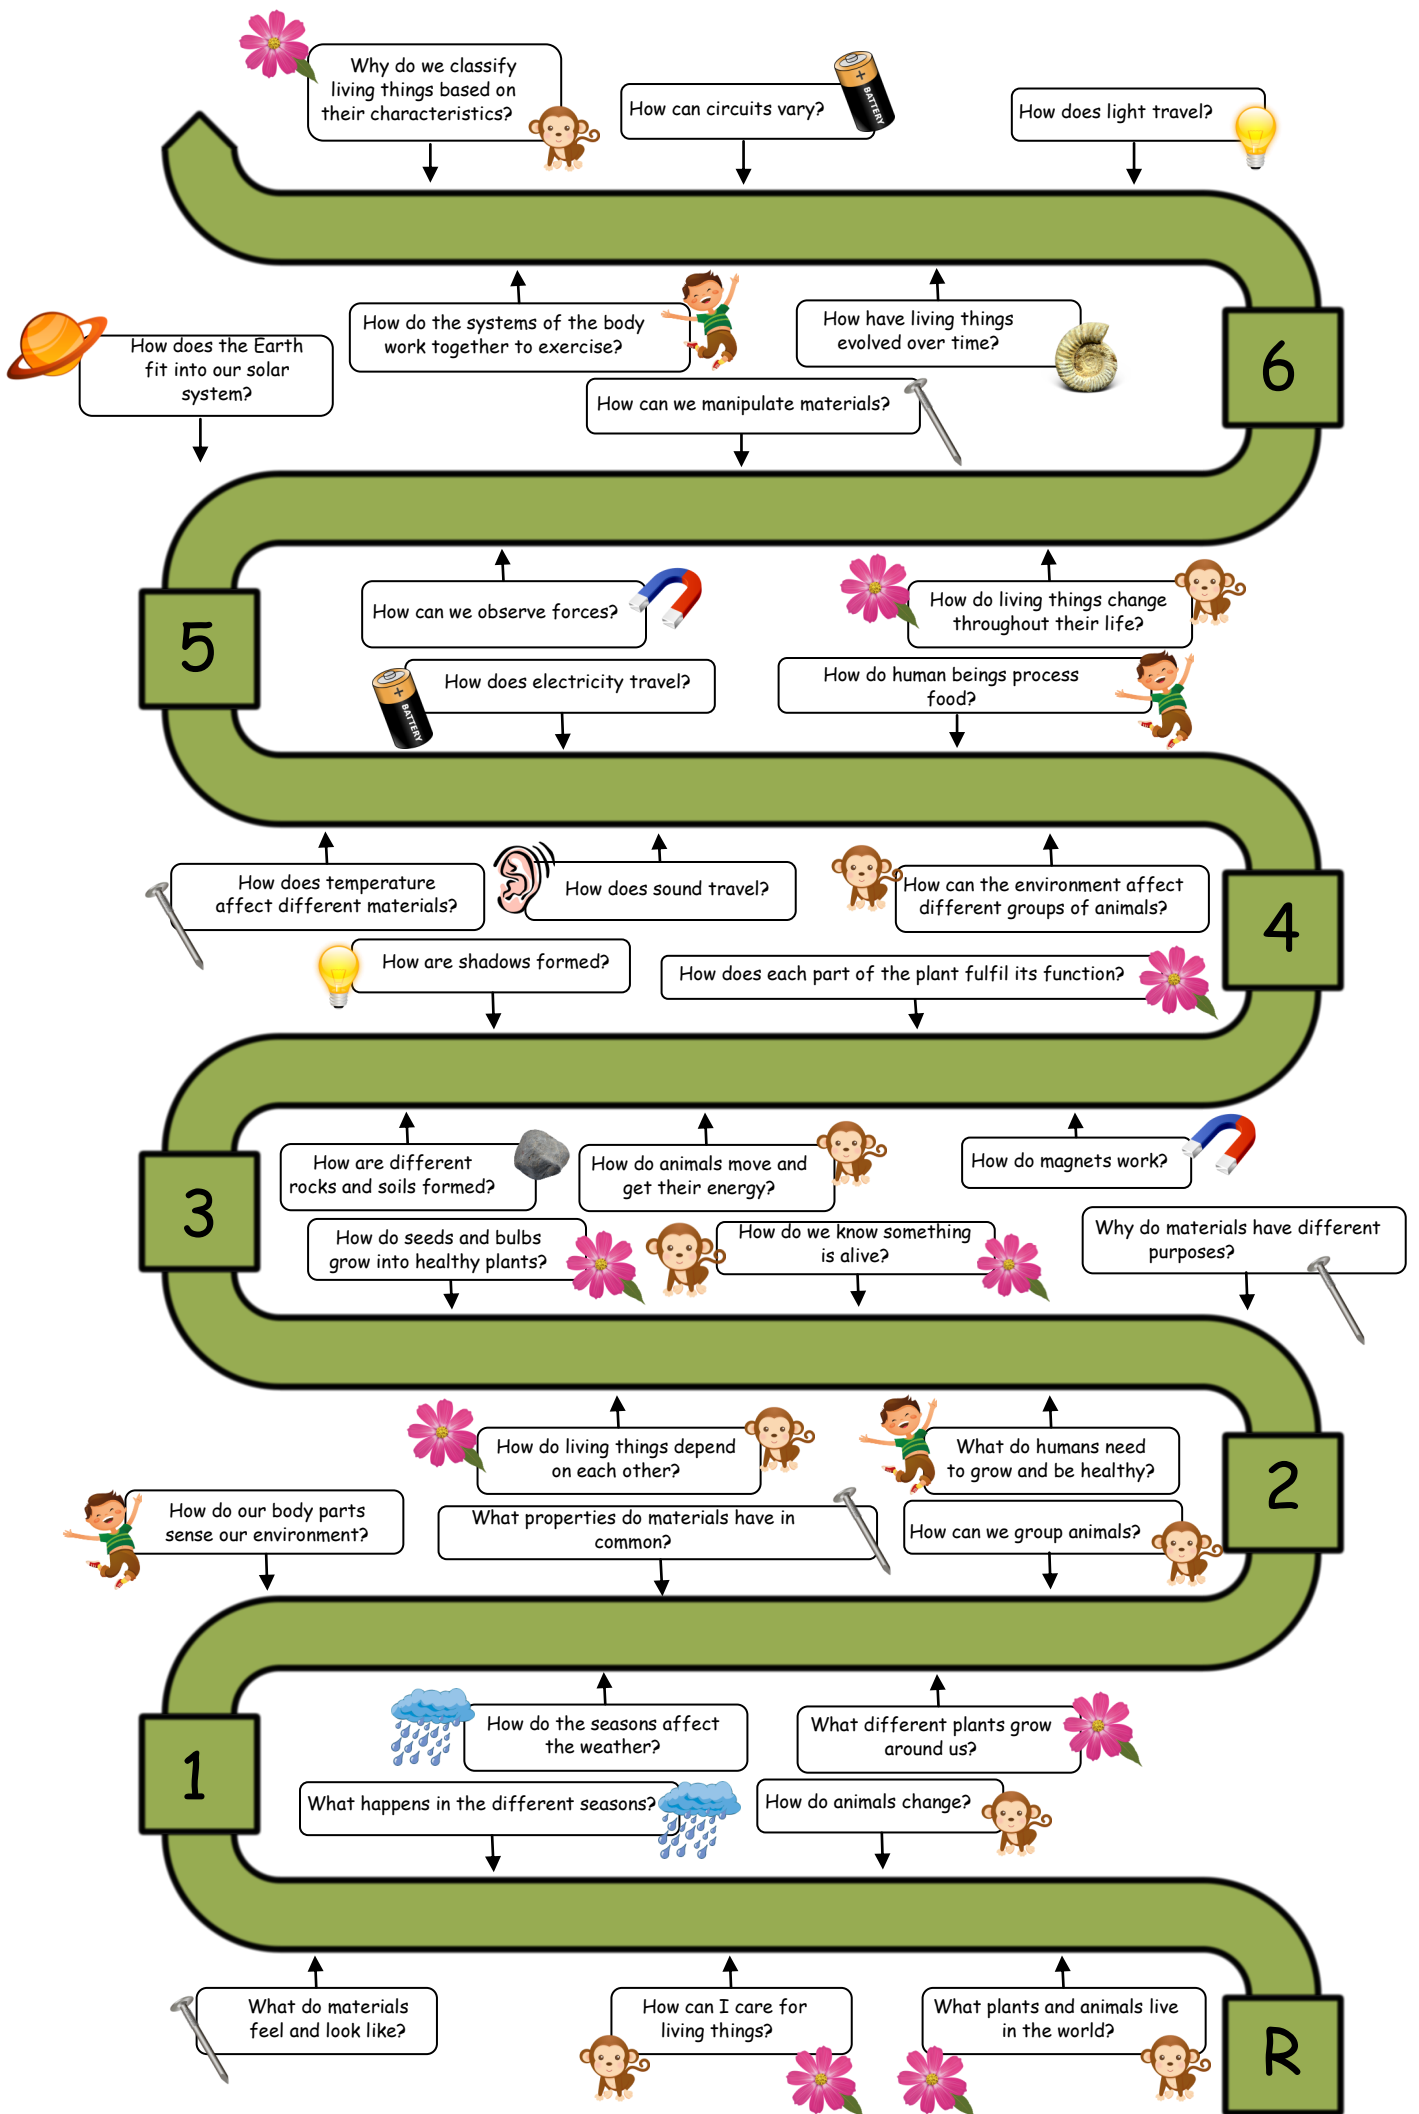 Why do we classify
living things based on
their characteristics?
How can circuits vary?
BATTERY
How does light travel?
How do the systems of the body
work together to exercise?
How have living things
evolved over time?
6
How does the Earth
fit into our solar
system?
How can we manipulate materials?
5
How can we observe forces?
How do living things change
throughout their life?
How does electricity travel?
BATTERY
How do human beings process
food?
How does temperature
affect different materials?
How does sound travel?
How can the environment affect
different groups of animals?
4
How are shadows formed?
How does each part of the plant fulfil its function?
3
How are different
rocks and soils formed?
How do animals move and
get their energy?
How do magnets work?
How do seeds and bulbs
grow into healthy plants?
How do we know something
is alive?
Why do materials have different
purposes?
How do living things depend
on each other?
What do humans need
to grow and be healthy?
2
How do our body parts
sense our environment?
What properties do materials have in
common?
How can we group animals?
1
How do the seasons affect
the weather?
What different plants grow
around us?
What happens in the different seasons?
How do animals change?
What do materials
feel and look like?
How can I care for
living things?
What plants and animals live
in the world?
R